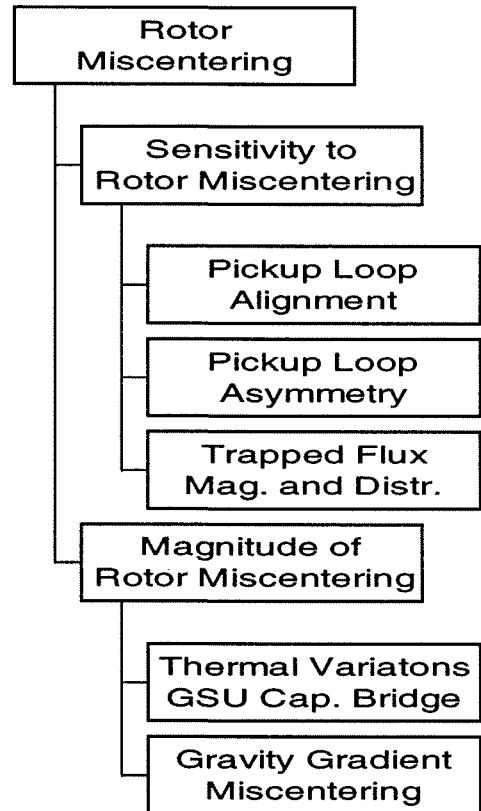 Rotor
Miscentering
Sensitivity to
Rotor Miscentering
Pickup Loop
Alignment
Pickup Loop
Asymmetry
Trapped Flux
Mag. and Distr.
Magnitude of
Rotor Miscentering
Thermal Variatons
GSU Cap. Bridge
Gravity Gradient
Miscentering